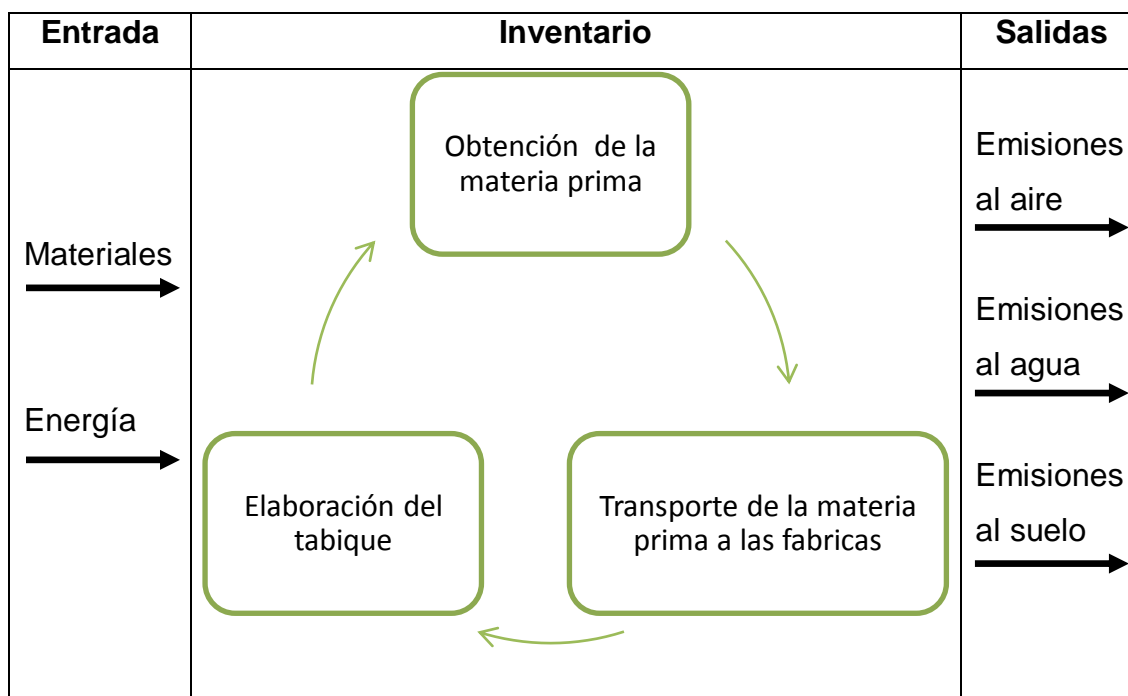 Entrada
Inventario
Salidas
Materiales
Energía
Obtención de la
materia prima
Transporte de la materia
prima a las fabricas
Elaboración del
tabique
Emisiones
al aire
Emisiones
al agua
Emisiones
al suelo